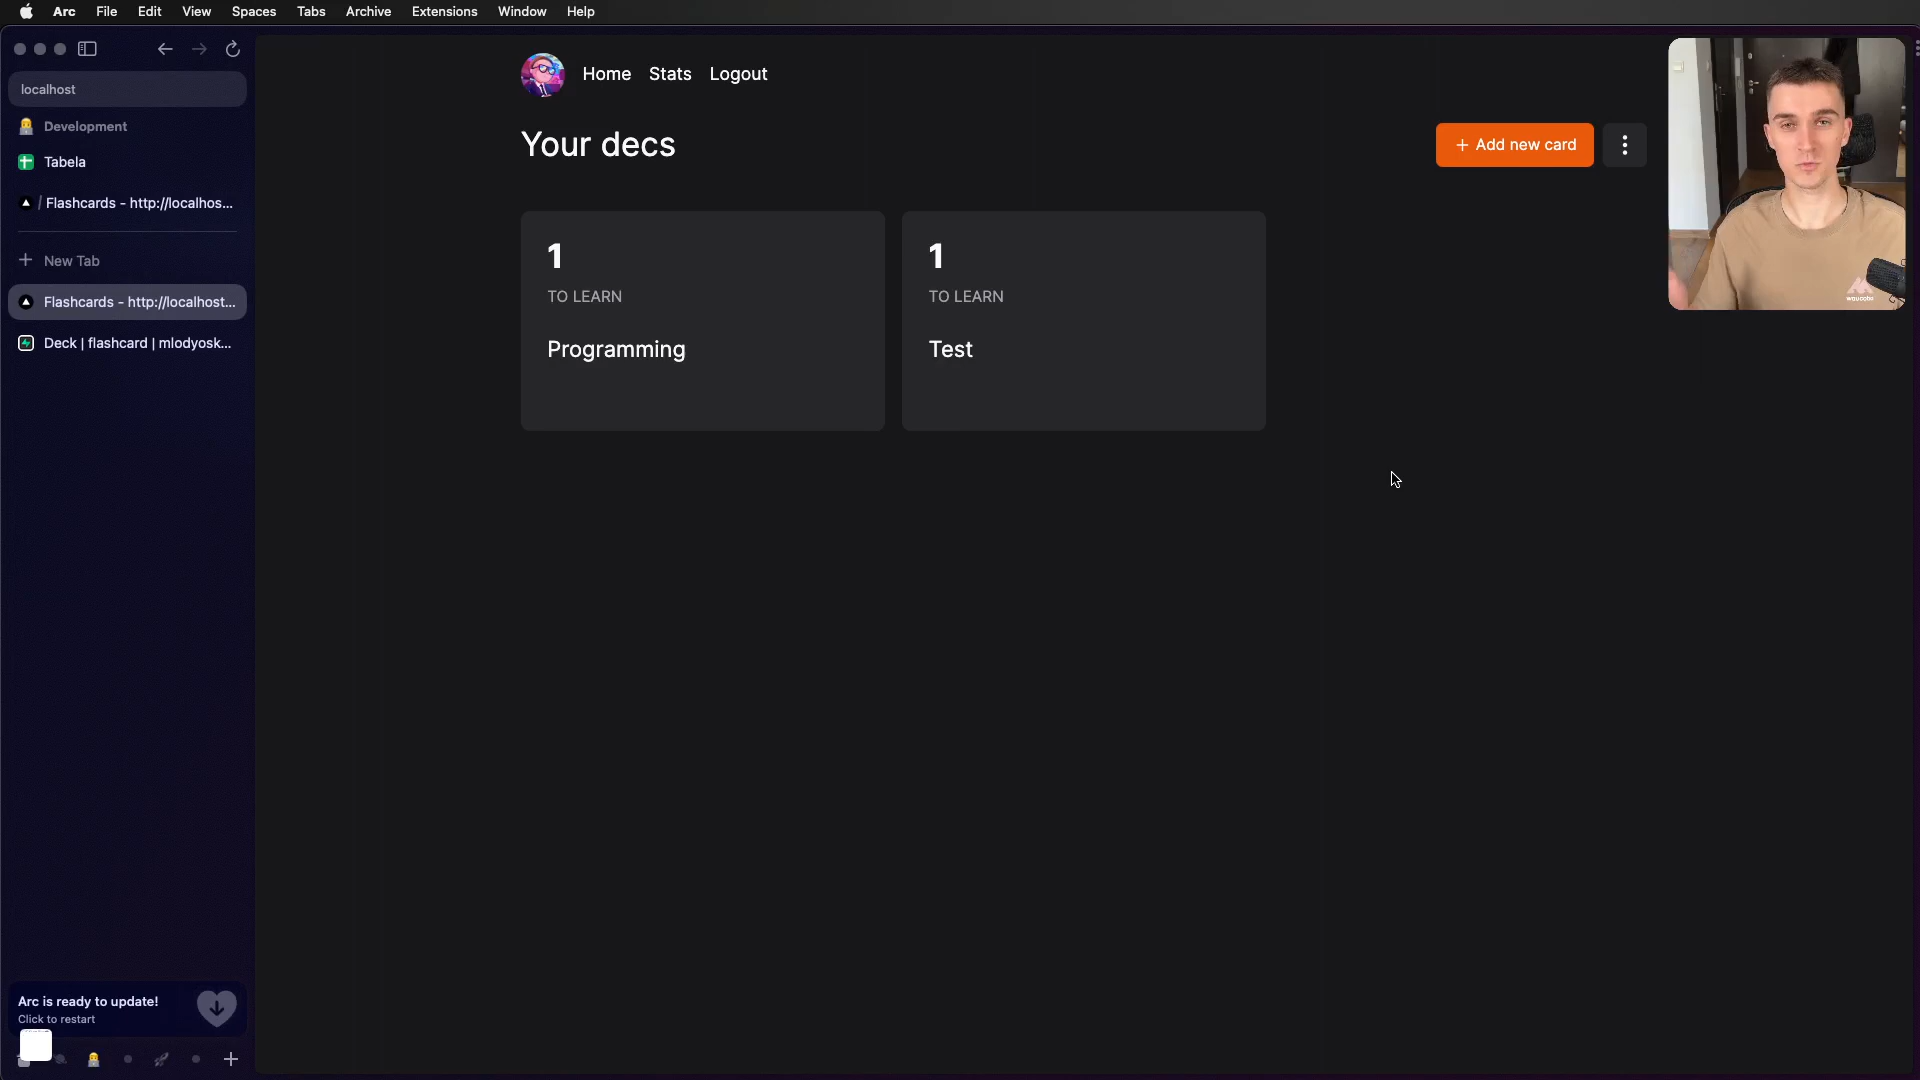 Arc File Edit View Spaces Tabs Archive Extensions Window Help
localhost
Development
Tabela
/ Flashcards - http://localhos...
+ New Tab
Flashcards - http://localhost...
Deck | flashcard | mlodyosk...
Arc is ready to update!
Click to restart
Home Stats Logout
Your decs
+ Add new card
1
TO LEARN
Programming
1
TO LEARN
Test